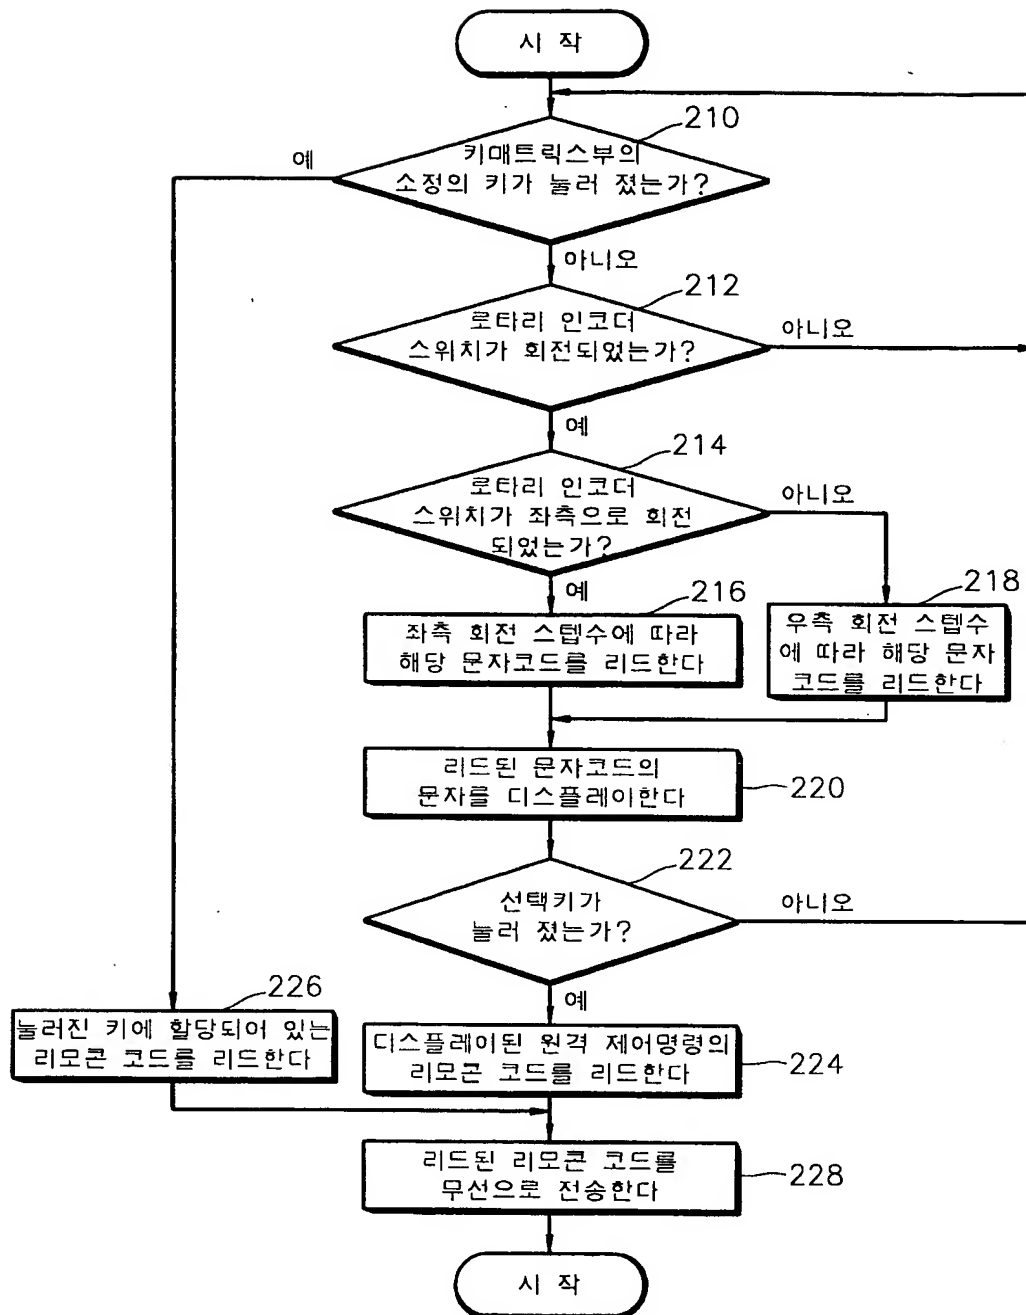 시 작
210
키매트릭스부의
소정의 키가 눌러 졌는가?
예
아니오
212
로타리 인코더
스위치가 회전되었는가?
아니오
예
214
로타리 인코더
스위치가 좌측으로 회전
되었는가?
아니오
예
216
좌측 회전 스텝수에 따라
해당 문자코드를 리드한다
218
우측 회전 스텝수
에 따라 해당 문자
코드를 리드한다
리드된 문자코드의
문자를 디스플레이한다
220
222
선택키가
눌러 졌는가?
아니오
예
226
눌러진 키에 할당되어 있는
리모콘 코드를 리드한다
디스플레이된 원격 제어명령의
리모콘 코드를 리드한다
224
리드된 리모콘 코드를
무선으로 전송한다
228
시 작